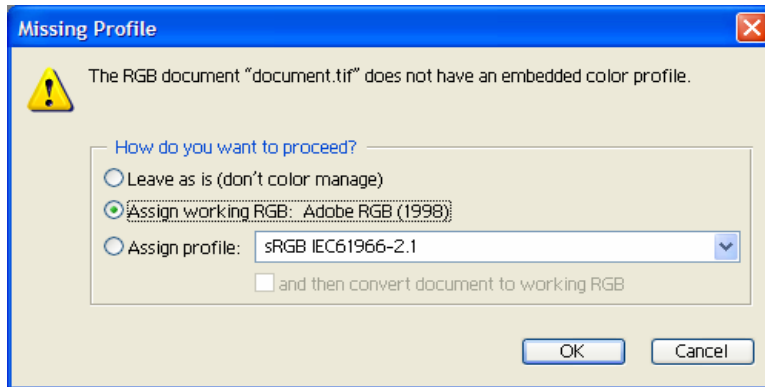 Missing Profile
The RGB document “document.tif” does not have an embedded color profile.
How do you want to proceed?
Leave as is (don't color manage)
Assign working RGB: Adobe RGB (1998)
Assign profile: sRGB IEC61966-2.1
and then convert document to working RGB
OK Cancel